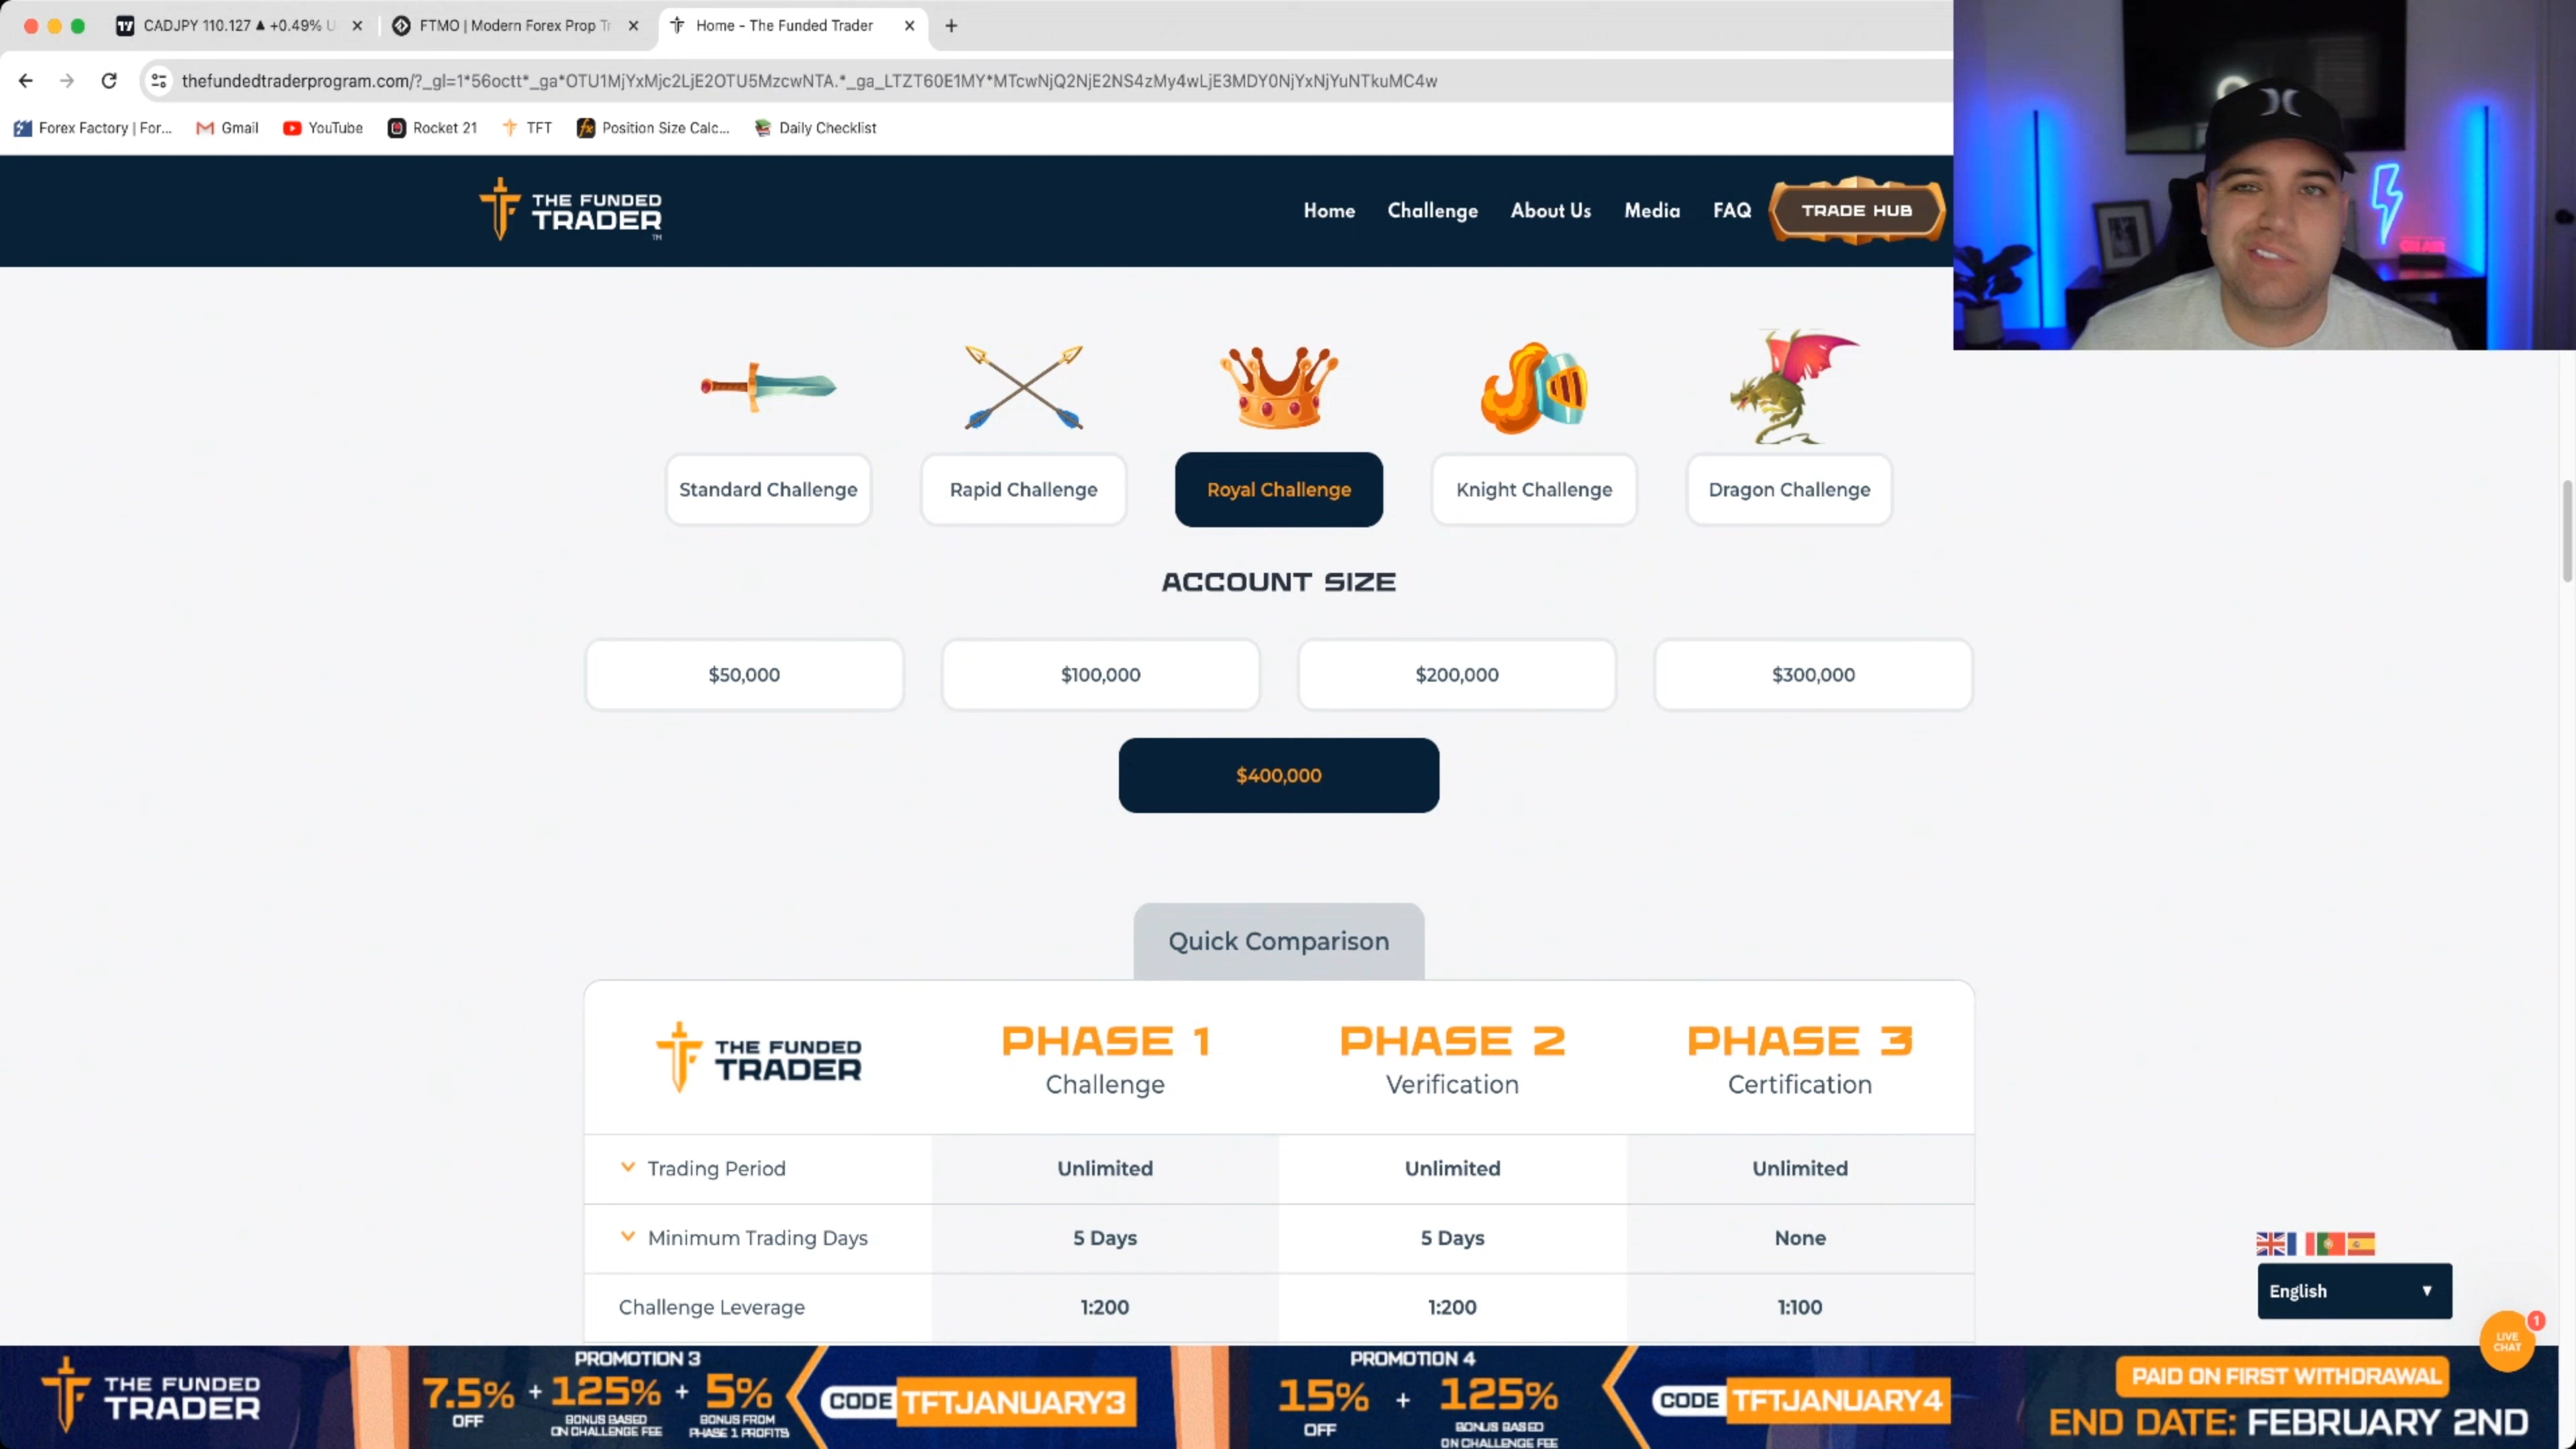 CADJPY 110.127 ▲ +0.49% U
FTMO | Modern Forex Prop Tr
Home - The Funded Trader
thefundedtraderprogram.com/?_gl=1*56octt*_ga*OTU1MjYxMjc2LjE2OTU5MzcwNTA.*_ga_LTZT60E1MY*MTcwNjQ2NjE2NS4zMy4wLjE3MDY0NjYxNjYuNTkuMC4w
Forex Factory | For...
Gmail
YouTube
Rocket 21
TFT
Position Size Calc...
Daily Checklist
THE FUNDED
TRADER
TM
Home
Challenge
About Us
Media
FAQ
TRADE HUB
ON AIR
Standard Challenge
Rapid Challenge
Royal Challenge
Knight Challenge
Dragon Challenge
ACCOUNT SIZE
$50,000
$100,000
$200,000
$300,000
$400,000
Quick Comparison
THE FUNDED
TRADER
PHASE 1
Challenge
PHASE 2
Verification
PHASE 3
Certification
Trading Period
Unlimited
Unlimited
Unlimited
Minimum Trading Days
5 Days
5 Days
None
Challenge Leverage
1:200
1:200
1:100
English ▼
LIVE
CHAT
1
THE FUNDED
TRADER
PROMOTION 3
7.5% + 125% + 5%
OFF
BONUS BASED
ON CHALLENGE FEE
BONUS FROM
PHASE 1 PROFITS
CODE TFTJANUARY3
PROMOTION 4
15% + 125%
OFF
BONUS BASED
ON CHALLENGE FEE
CODE TFTJANUARY4
PAID ON FIRST WITHDRAWAL
END DATE: FEBRUARY 2ND